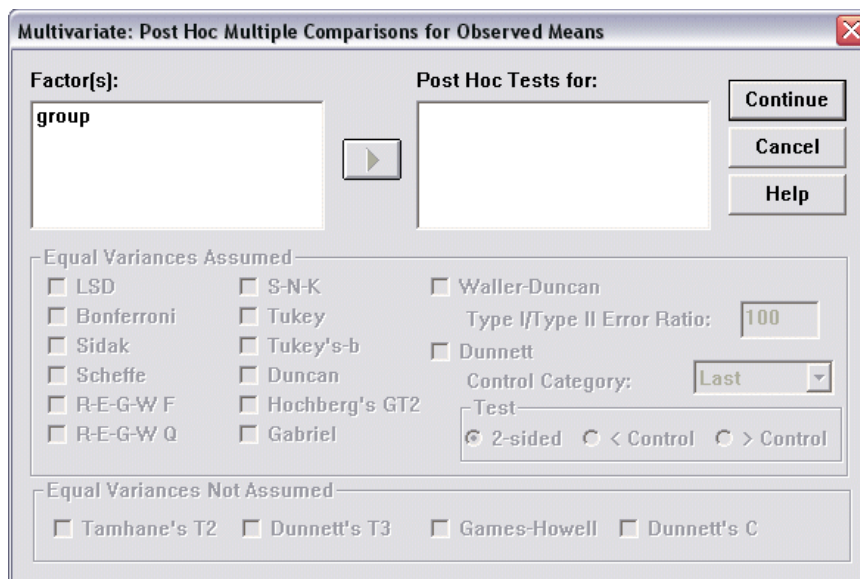 Multivariate: Post Hoc Multiple Comparisons for Observed Means
Factor(s):
group
Post Hoc Tests for:
Continue
Cancel
Help
Equal Variances Assumed
LSD
Bonferroni
Sidak
Scheffe
R-E-G-W F
R-E-G-W Q
S-N-K
Tukey
Tukey's-b
Duncan
Hochberg's GT2
Gabriel
Waller-Duncan
Type I/Type II Error Ratio: 100
Dunnett
Control Category: Last
Test
2-sided < Control > Control
Equal Variances Not Assumed
Tamhane's T2 Dunnett's T3 Games-Howell Dunnett's C